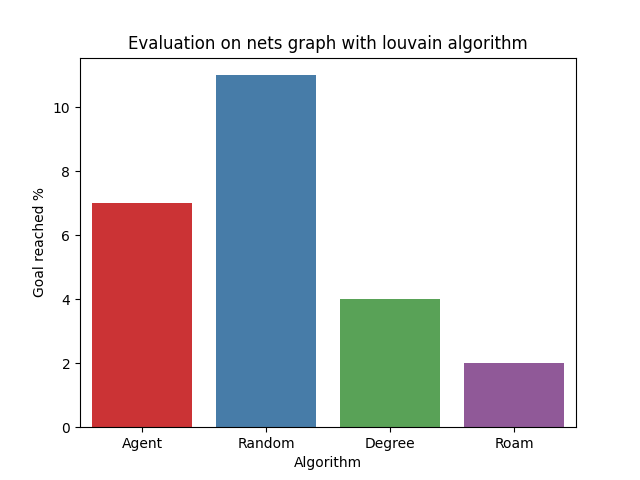 Evaluation on nets graph with louvain algorithm
Goal reached %
10
8
6
4
2
0
Agent Random Degree Roam
Algorithm